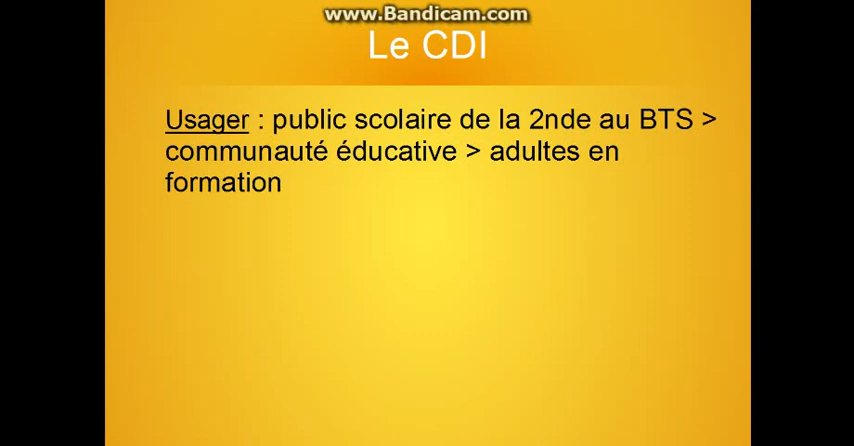 www.Bandicam.com
Le CDI
Usager : public scolaire de la 2nde au BTS >
communauté éducative > adultes en
formation